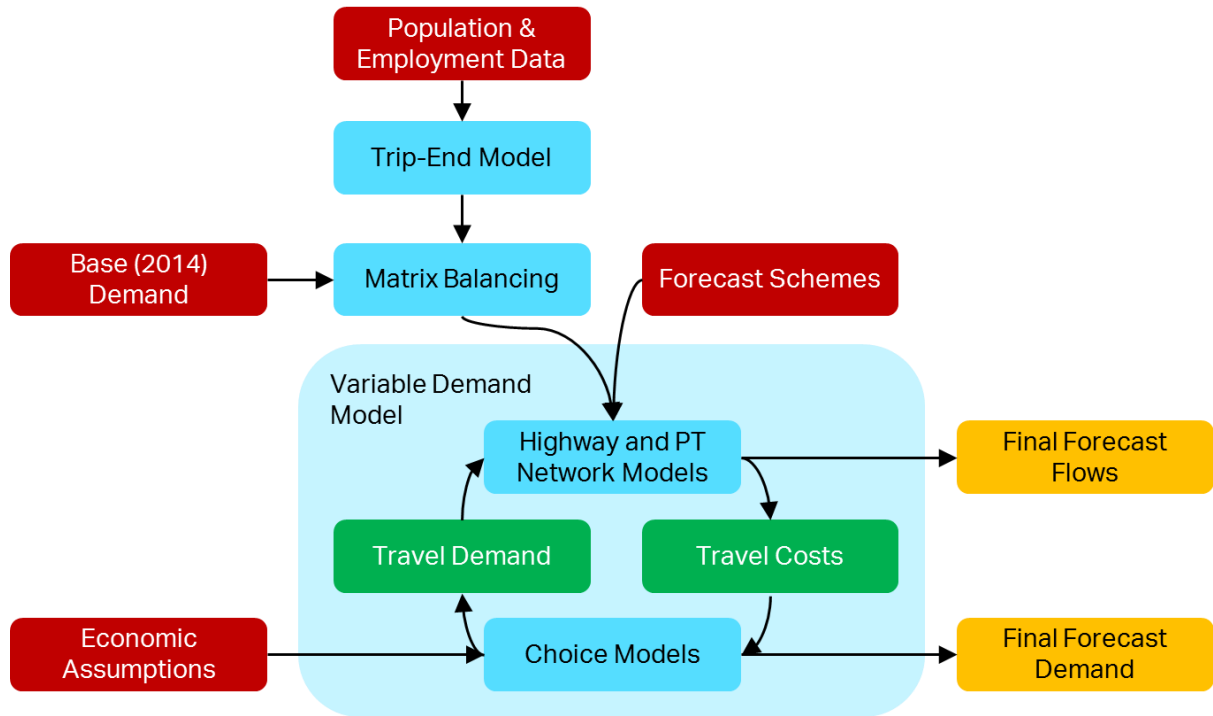 Population &
Employment Data
Trip-End Model
Base (2014)
Demand
Matrix Balancing
Forecast Schemes
Variable Demand
Model
Highway and PT
Network Models
Final Forecast
Flows
Travel Demand
Travel Costs
Economic
Assumptions
Choice Models
Final Forecast
Demand